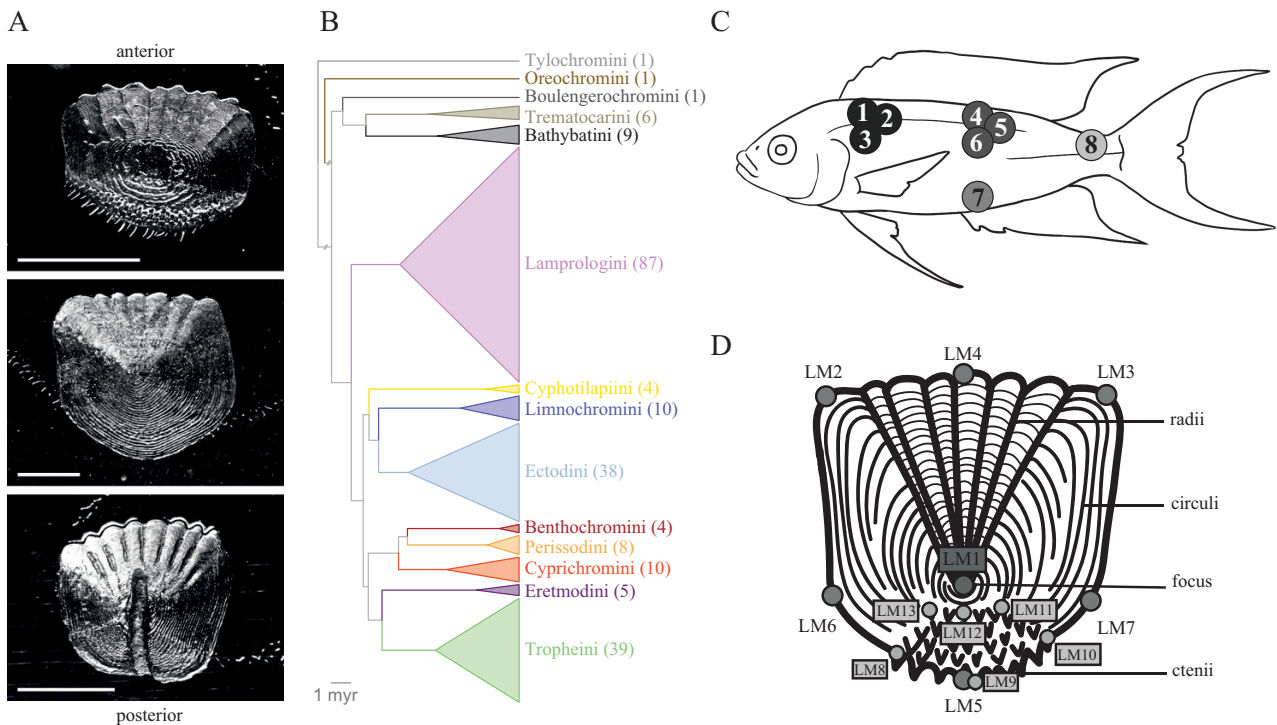 A
anterior
posterior
B
Tylochromini (1)
Oreochromini (1)
Boulengerochromini (1)
Trematocarini (6)
Bathybatini (9)
Lamprologini (87)
Cyphotilapiini (4)
Limnochromini (10)
Ectodini (38)
Benthochromini (4)
Perissodini (8)
Cyprichromini (10)
Eretmodini (5)
Tropheini (39)
1 myr
C
1
2
3
4
5
6
7
8
D
LM4
LM2
LM3
radii
circuli
LM1
focus
LM13
LM11
LM6
LM12
LM7
LM10
LM8
LM9
ctenii
LM5